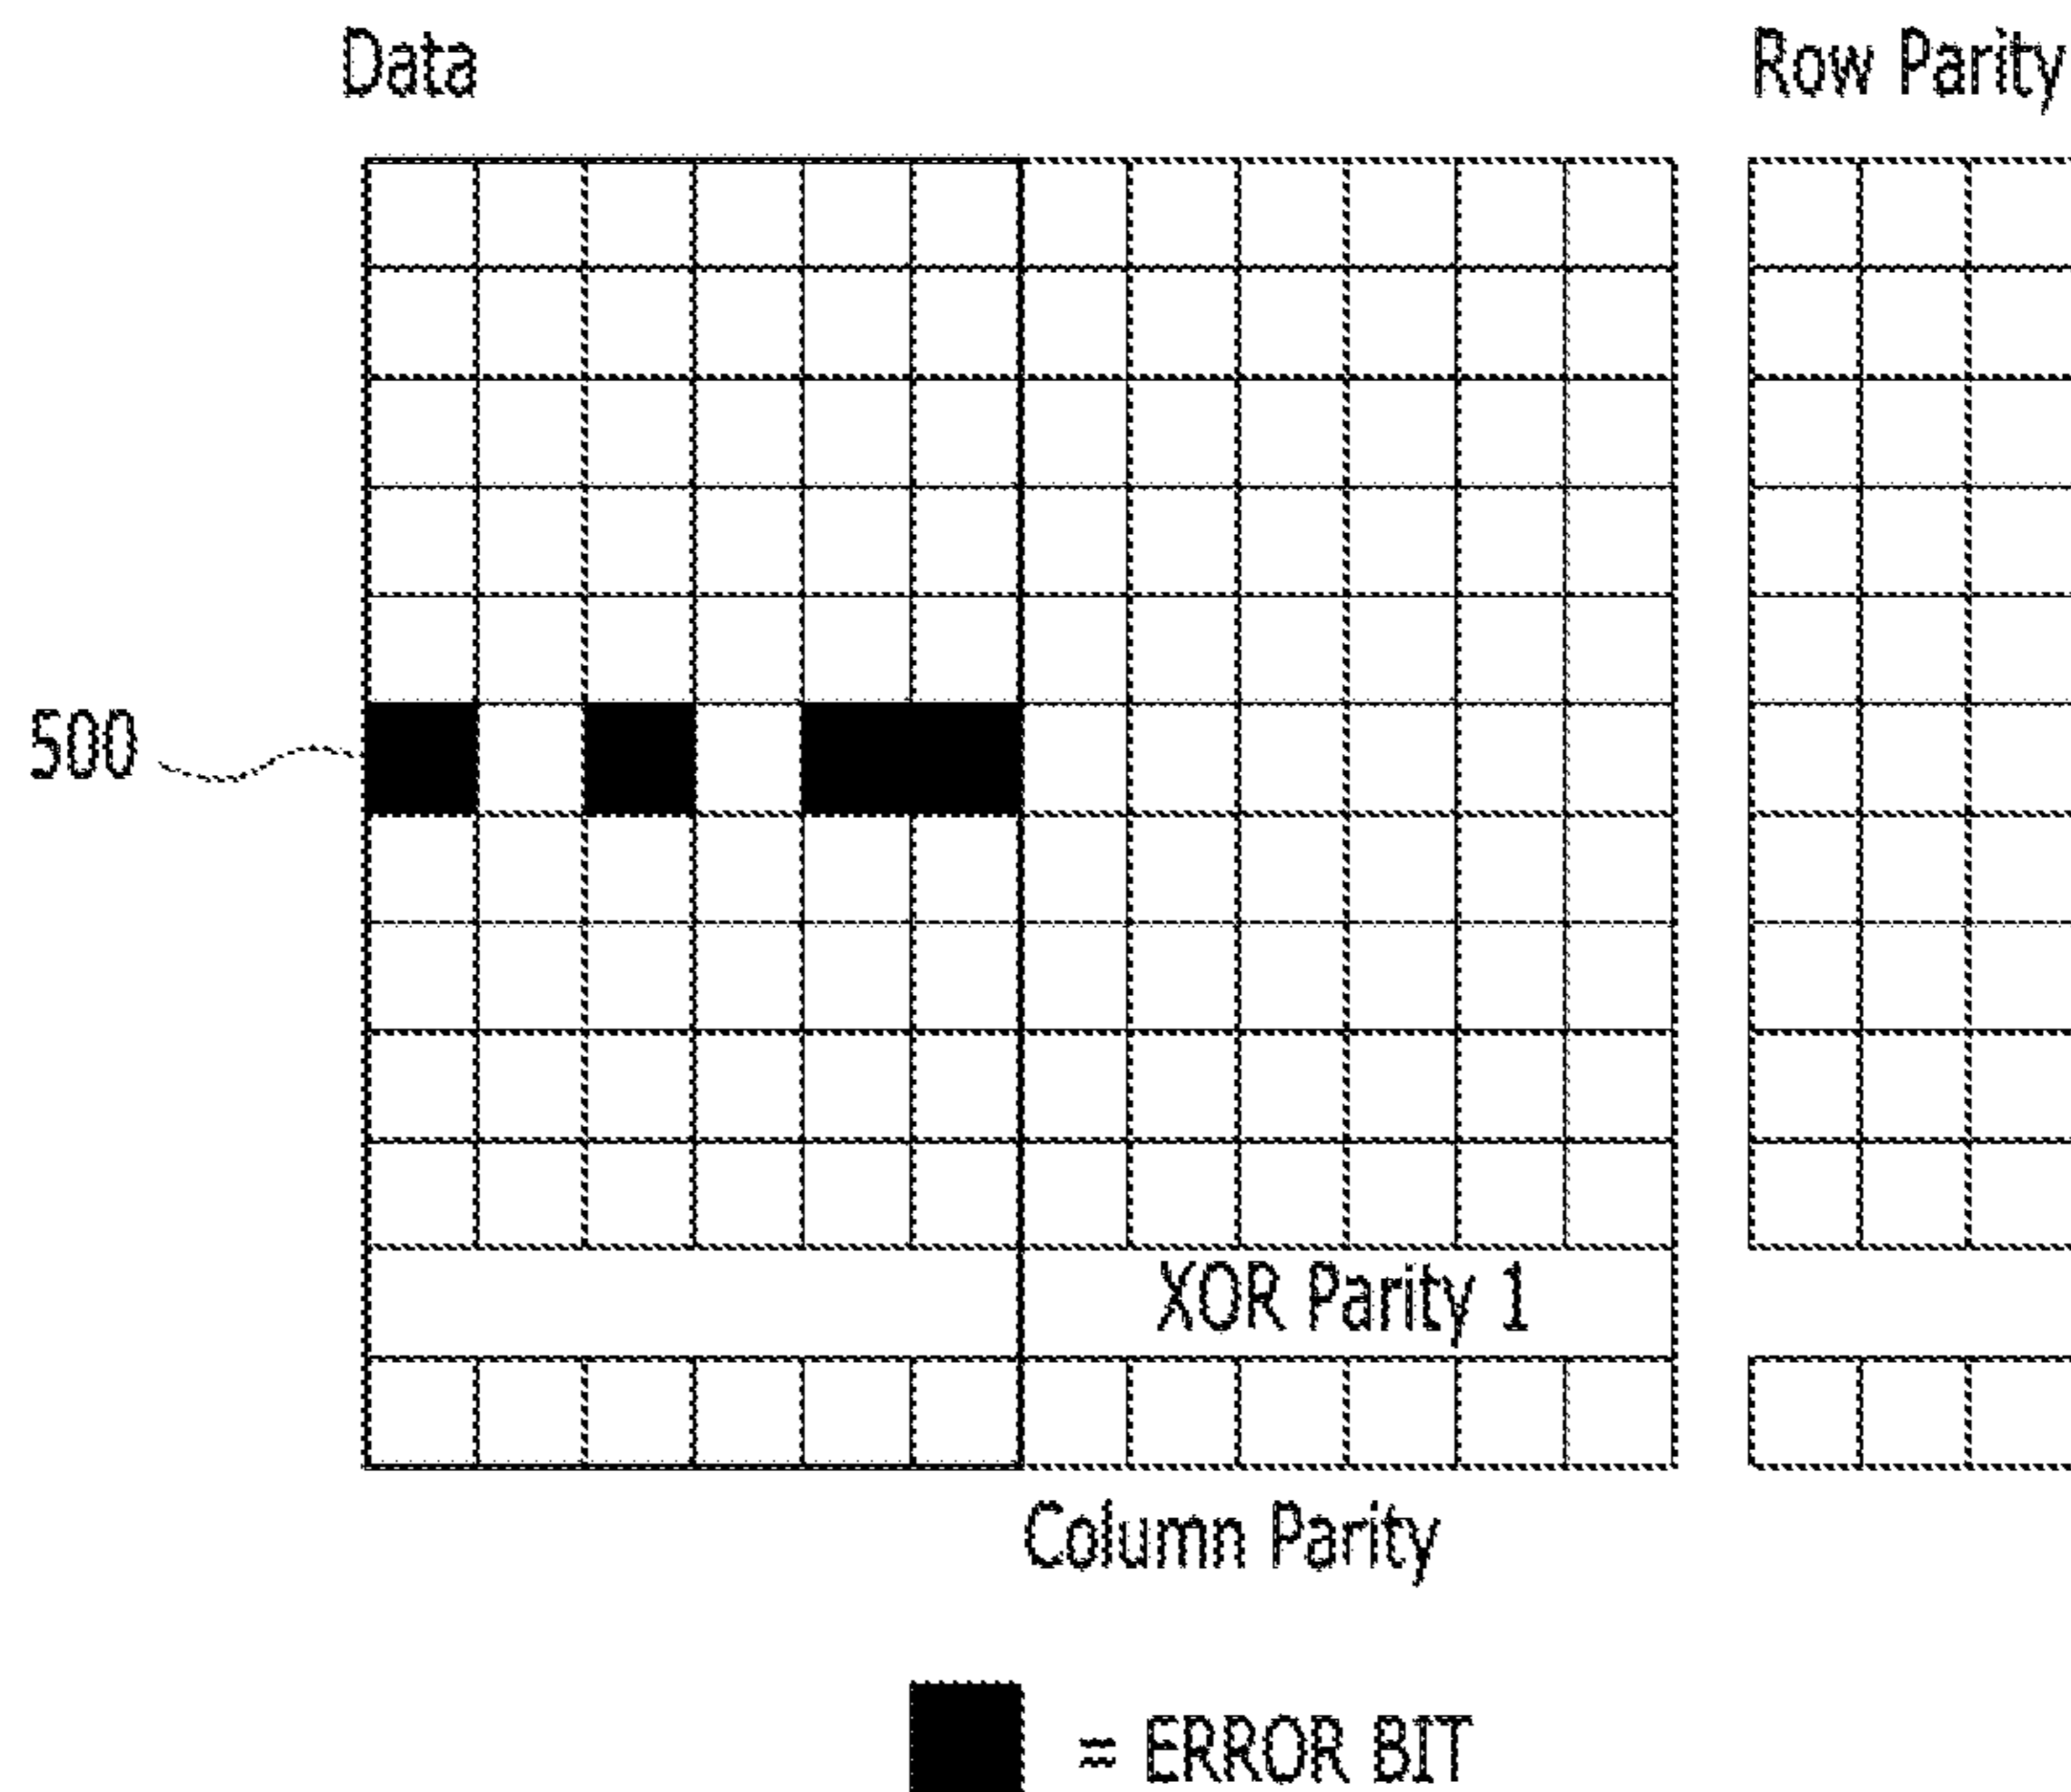 Data
Row Parity
500
XOR Parity 1
Column Parity
= ERROR BIT